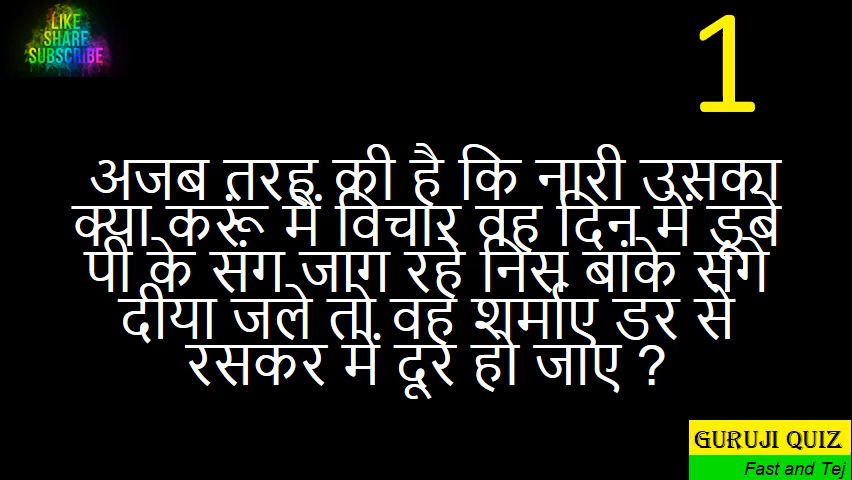 LIKE
SHARE
SUBSCRIBE
1
अजब तरह की है कि नारी उसका
क्या करूं में विचार वह दिन में डूबे
पी के संग जाग रहे निस बांके संगे
दीया जले तो वह शर्माए डर से
रसकर में दूर हो जाए ?
GURUJI QUIZ
Fast and Tej